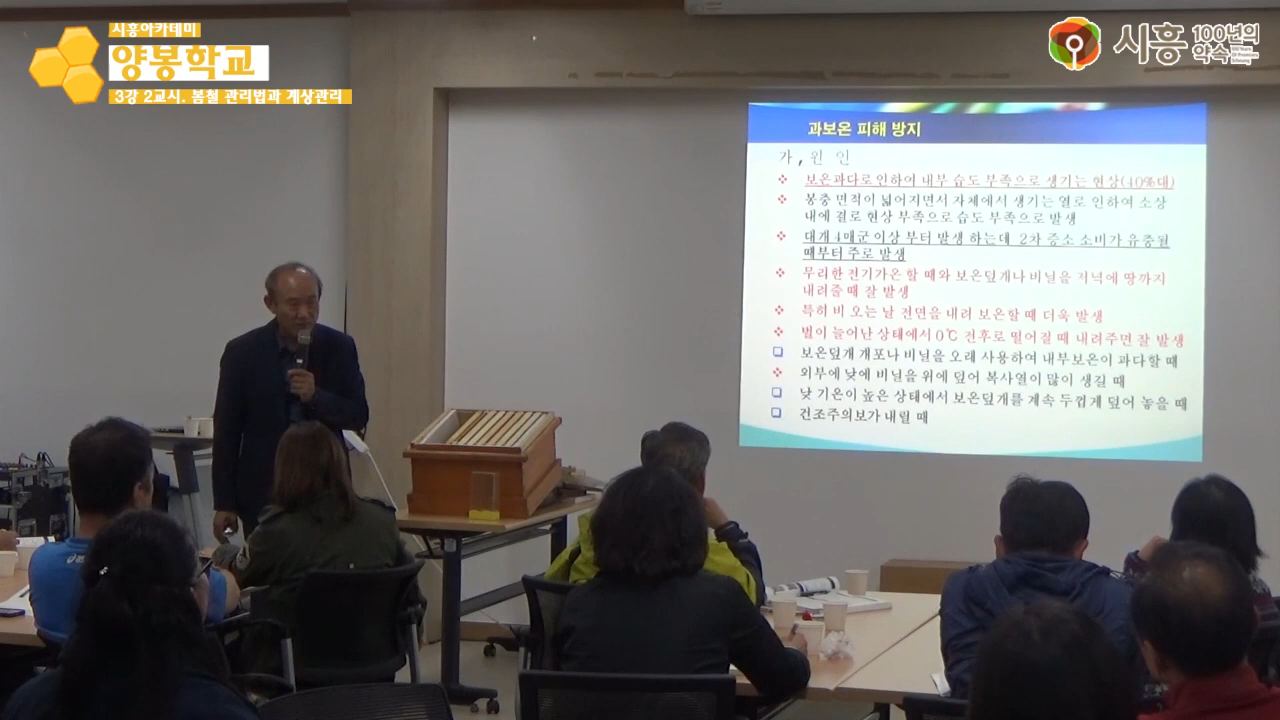 시흥아카데미
양봉학교
3강 2교시. 봄철 관리법과 계상관리
시흥 100년의
약속
과보온 피해 방지
가, 원 인
보온과다로 인하여 내부 습도 부족으로 생기는 현상(40%대)
봉충 면적이 넓어지면서 자체에서 생기는 열로 인하여 소상
내에 결로 현상 부족으로 습도 부족으로 발생
대개 4매군 이상 부터 발생 하는데 2차 증소 소비가 유충될
때부터 주로 발생
무리한 전기가온 할 때와 보온덮개나 비닐을 저녁에 땅까지
내려줄 때 잘 발생
특히 비 오는 날 전면을 내려 보온할 때 더욱 발생
벌이 늘어난 상태에서 0℃ 전후로 떨어질 때 내려주면 잘 발생
보온덮개 개포나 비닐을 오래 사용하여 내부보온이 과다할 때
외부에 낮에 비닐을 위에 덮어 복사열이 많이 생길 때
낮 기온이 높은 상태에서 보온덮개를 계속 두껍게 덮어 놓을 때
건조주의보가 내릴 때